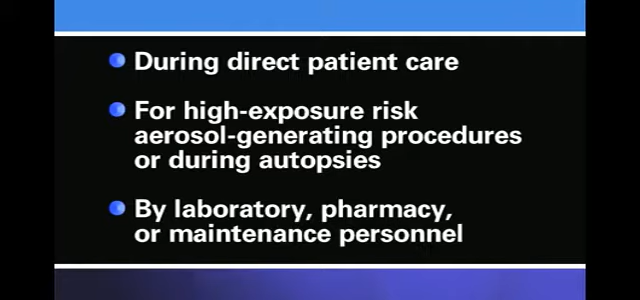 During direct patient care
For high-exposure risk
aerosol-generating procedures
or during autopsies
By laboratory, pharmacy,
or maintenance personnel